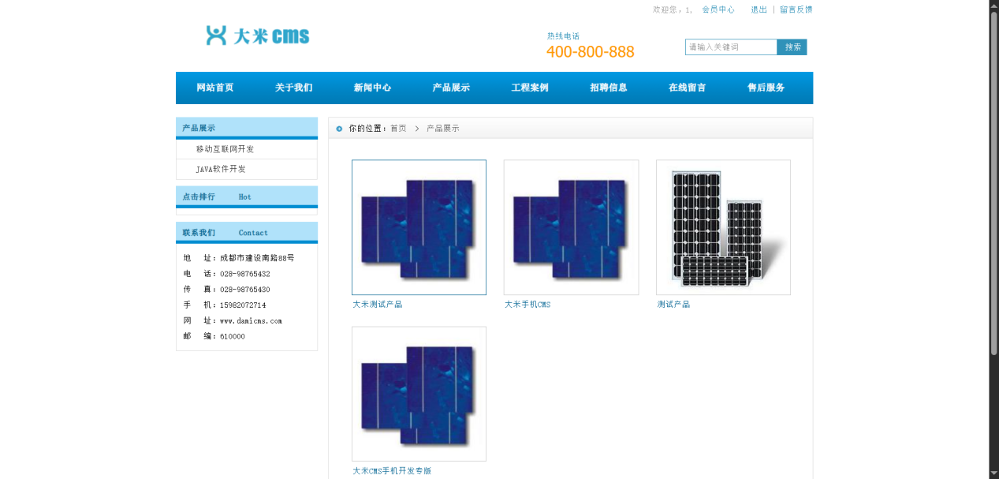 欢迎您，1, 会员中心 退出 | 留言反馈
大米cms
热线电话
400-800-888
请输入关键词 搜索
网站首页 关于我们 新闻中心 产品展示 工程案例 招聘信息 在线留言 售后服务
产品展示
移动互联网开发
JAVA软件开发
点击排行 Hot
联系我们 Contact
地 址：成都市建设南路88号
电 话：028-98765432
传 真：028-98765430
手 机：15982072714
网 址：www.damicms.com
邮 编：610000
你的位置：首页 > 产品展示
大米测试产品 大米手机CMS 测试产品
大米CMS手机开发专版